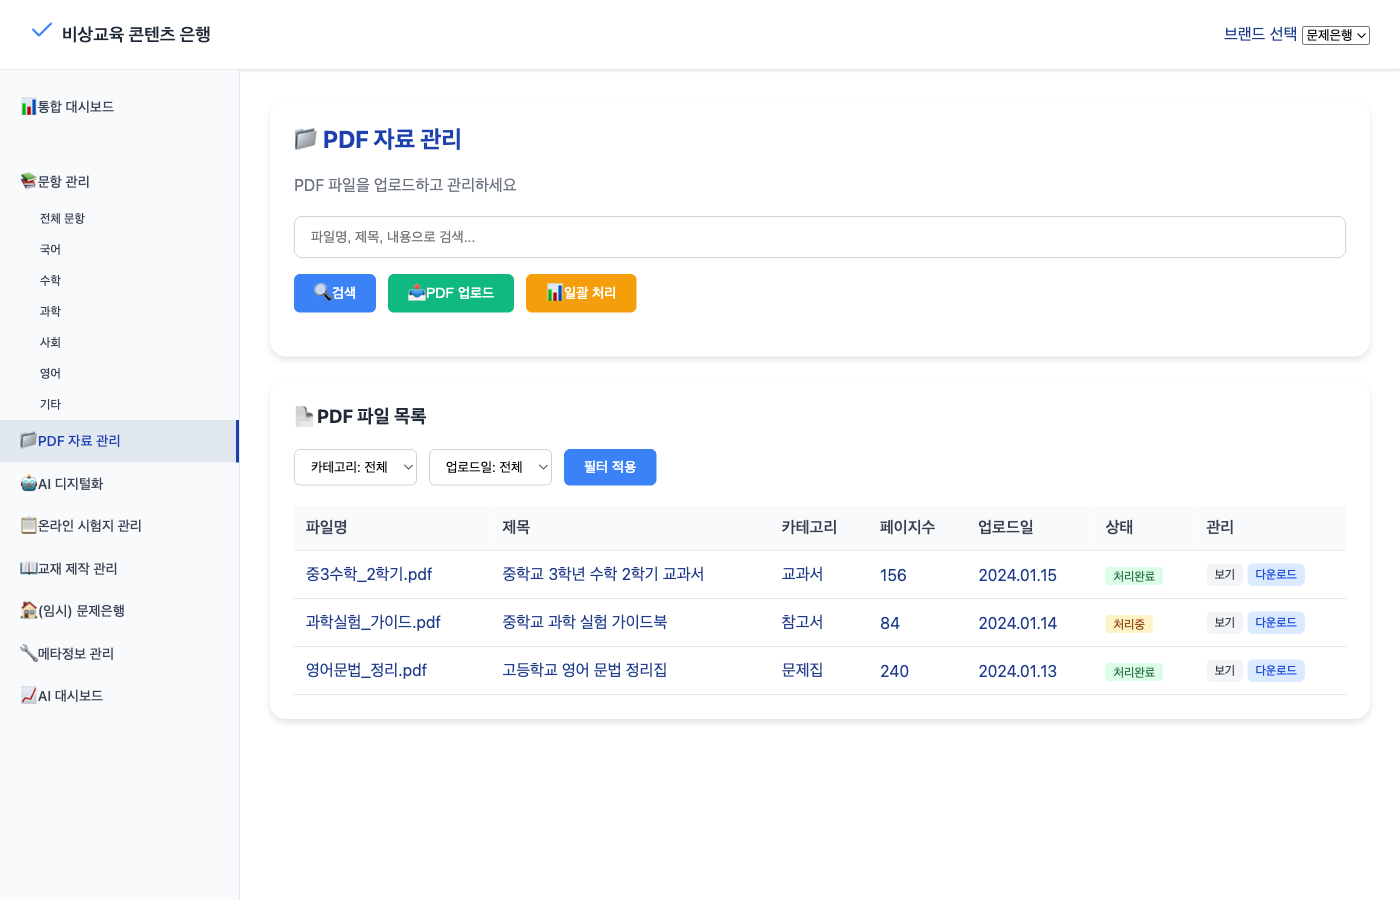 비상교육 콘텐츠 은행
브랜드 선택 문제은행
통합 대시보드
문항 관리
전체 문항
국어
수학
과학
사회
영어
기타
PDF 자료 관리
AI 디지털화
온라인 시험지 관리
교재 제작 관리
(임시) 문제은행
메타정보 관리
AI 대시보드
PDF 자료 관리
PDF 파일을 업로드하고 관리하세요
파일명, 제목, 내용으로 검색...
검색 PDF 업로드 일괄 처리
PDF 파일 목록
카테고리: 전체 업로드일: 전체 필터 적용
파일명 제목 카테고리 페이지수 업로드일 상태 관리
중3수학_2학기.pdf 중학교 3학년 수학 2학기 교과서 교과서 156 2024.01.15 처리완료 보기 다운로드
과학실험_가이드.pdf 중학교 과학 실험 가이드북 참고서 84 2024.01.14 처리중 보기 다운로드
영어문법_정리.pdf 고등학교 영어 문법 정리집 문제집 240 2024.01.13 처리완료 보기 다운로드